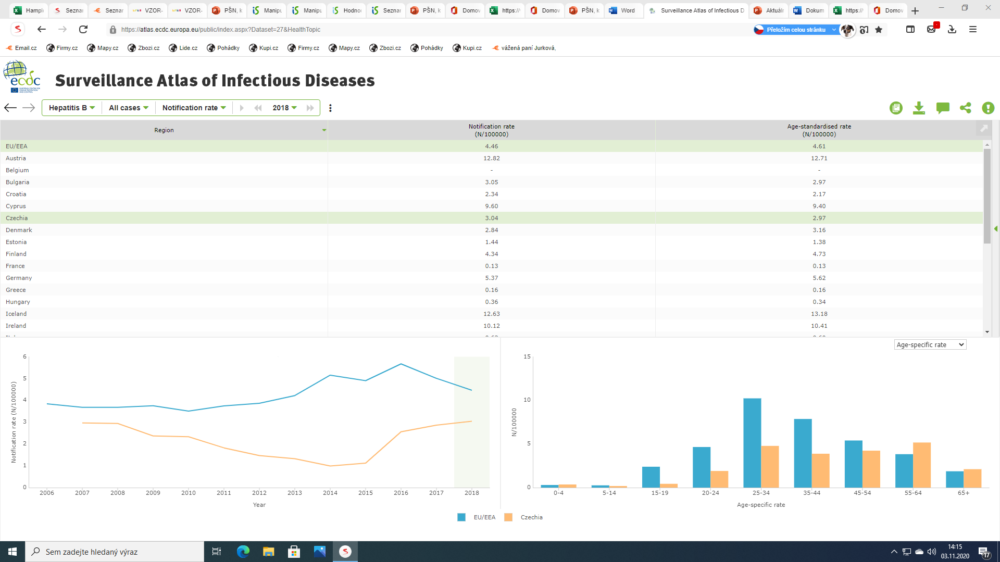 Hample
Seznam
Seznam
VZOR-
VZOR-
PŠN, k
Manipu
Manipu
Hodno
Seznam
PŠN, k
Domov
https://
Domov
PŠN, k
Word
Surveillance Atlas of Infectious D
Aktuáln
Dokum
https://
Domov
https://atlas.ecdc.europa.eu/public/index.aspx?Dataset=27&HealthTopic
Přeložím celou stránku
Email.cz Firmy.cz Mapy.cz Zbozi.cz Lide.cz Pohádky Kupi.cz Firmy.cz Mapy.cz Zbozi.cz Pohádky Kupi.cz vážená paní Jurková,
ecdc
EUROPEAN CENTRE FOR
DISEASE PREVENTION
AND CONTROL
Surveillance Atlas of Infectious Diseases
Hepatitis B All cases Notification rate 2018
Region Notification rate (N/100000) Age-standardised rate (N/100000)
EU/EEA 4.46 4.61
Austria 12.82 12.71
Belgium - -
Bulgaria 3.05 2.97
Croatia 2.34 2.17
Cyprus 9.60 9.40
Czechia 3.04 2.97
Denmark 2.84 3.16
Estonia 1.44 1.38
Finland 4.34 4.73
France 0.13 0.13
Germany 5.37 5.62
Greece 0.16 0.16
Hungary 0.36 0.34
Iceland 12.63 13.18
Ireland 10.12 10.41
Notification rate (N/100000)
6
5
4
3
2
1
0
2006 2007 2008 2009 2010 2011 2012 2013 2014 2015 2016 2017 2018
Year
Age-specific rate
N/100000
15
10
5
0
0-4 5-14 15-19 20-24 25-34 35-44 45-54 55-64 65+
Age-specific rate
EU/EEA Czechia
Sem zadejte hledaný výraz
14:15
03.11.2020
17